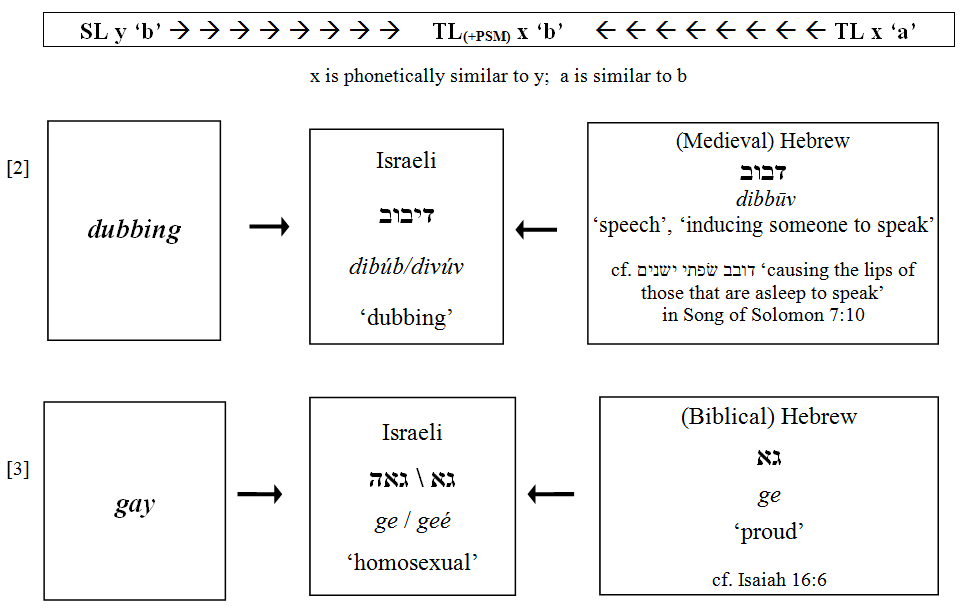 SL y ‘b’ → → → → → → → → TL(+PSM) x ‘b’ ← ← ← ← ← ← ← ← TL x ‘a’
x is phonetically similar to y; a is similar to b
[2]
dubbing
Israeli
דיבוב
dibúb/divúv
‘dubbing’
(Medieval) Hebrew
דבוב
dibbūv
‘speech’, ‘inducing someone to speak’
cf. דובב שׂפתי ישנים ‘causing the lips of
those that are asleep to speak’
in Song of Solomon 7:10
[3]
gay
Israeli
גא \ גאה
ge / geé
‘homosexual’
(Biblical) Hebrew
גא
ge
‘proud’
cf. Isaiah 16:6